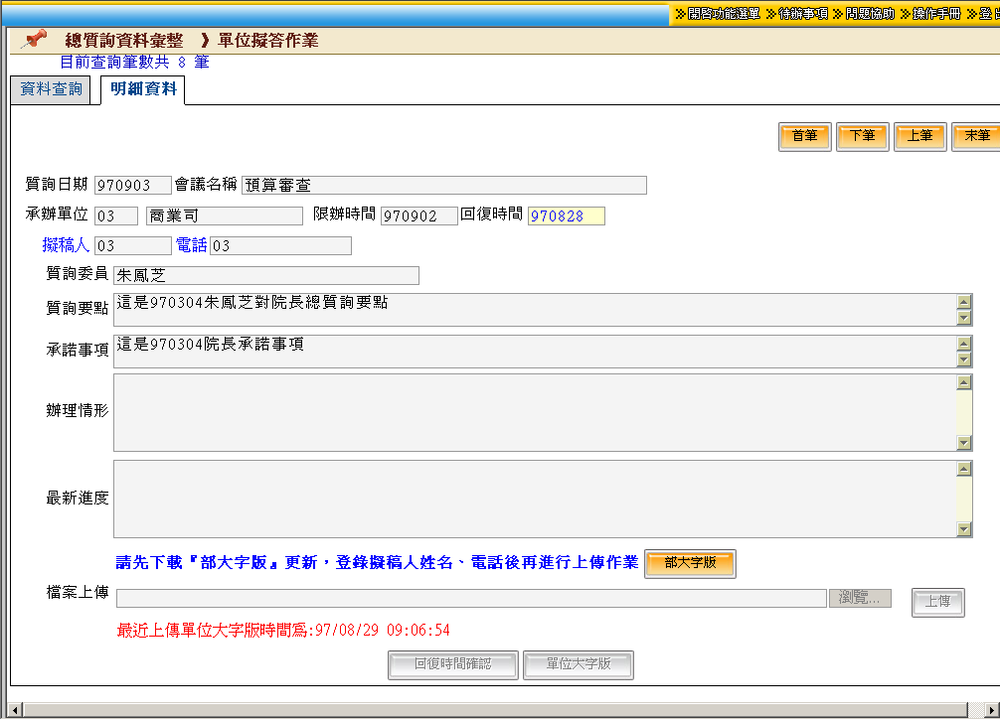 開啓功能選單 待辦事項 問題協助 操作手冊 登出
總質詢資料彙整 》單位擬答作業
目前查詢筆數共 8 筆
資料查詢 明細資料
首筆 下筆 上筆 末筆
質詢日期 970903 會議名稱 預算審查
承辦單位 03 商業司 限辦時間 970902 回復時間 970828
擬稿人 03 電話 03
質詢委員 朱鳳芝
質詢要點 這是970304朱鳳芝對院長總質詢要點
承諾事項 這是970304院長承諾事項
辦理情形
最新進度
請先下載『部大字版』更新，登錄擬稿人姓名、電話後再進行上傳作業 部大字版
檔案上傳 瀏覽... 上傳
最近上傳單位大字版時間為:97/08/29 09:06:54
回復時間確認 單位大字版